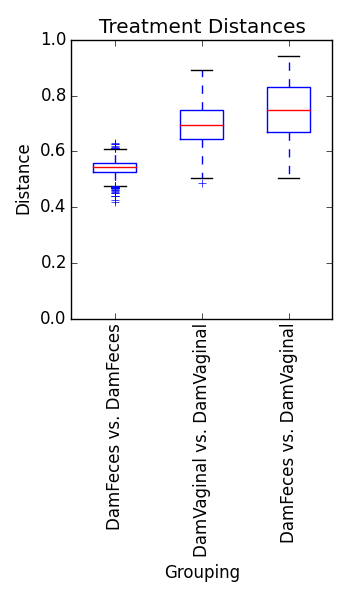 Treatment Distances
1.0
0.8
0.6
0.4
0.2
0.0
Distance
DamFeces vs. DamFeces
DamVaginal vs. DamVaginal
DamFeces vs. DamVaginal
Grouping